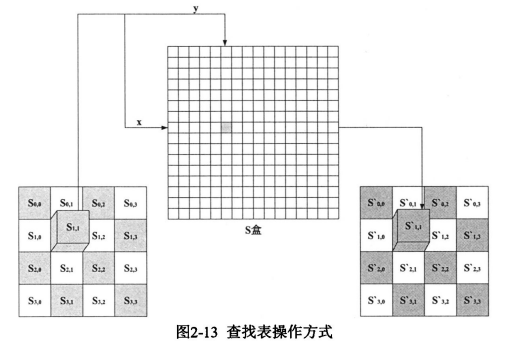 y
x
S盒
S0,0 S0,1 S0,2 S0,3
S1,0 S1,1 S1,2 S1,3
S2,0 S2,1 S2,2 S2,3
S3,0 S3,1 S3,2 S3,3
S`0,0 S`0,1 S`0,2 S`0,3
S`1,0 S`1,1 S`1,2 S`1,3
S`2,0 S`2,1 S`2,2 S`2,3
S`3,0 S`3,1 S`3,2 S`3,3
图2-13 查找表操作方式